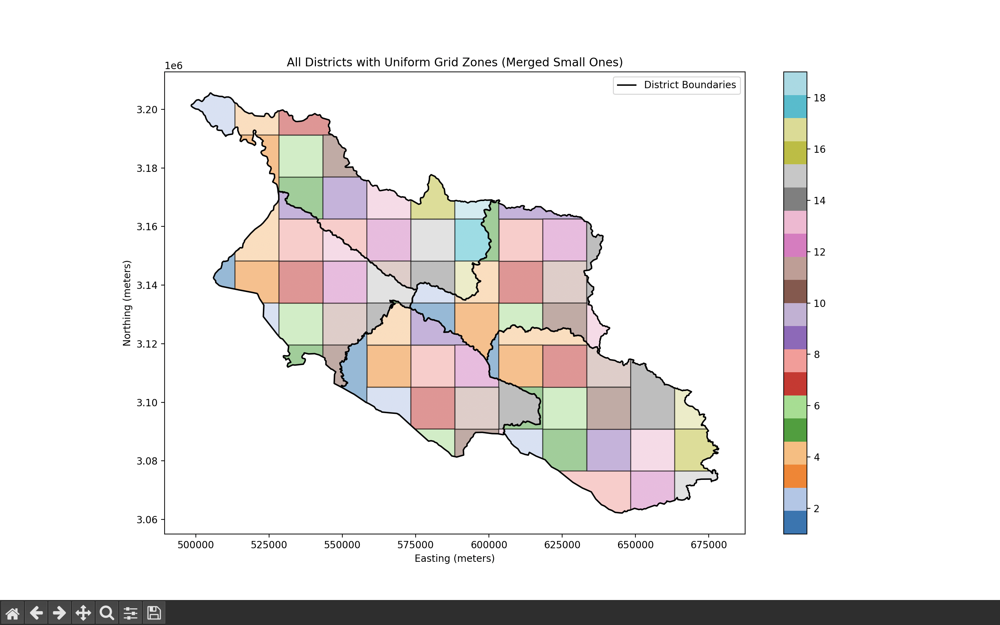 All Districts with Uniform Grid Zones (Merged Small Ones)
1e6
District Boundaries
3.20
3.18
3.16
3.14
3.12
3.10
3.08
3.06
Northing (meters)
500000 525000 550000 575000 600000 625000 650000 675000
Easting (meters)
18
16
14
12
10
8
6
4
2